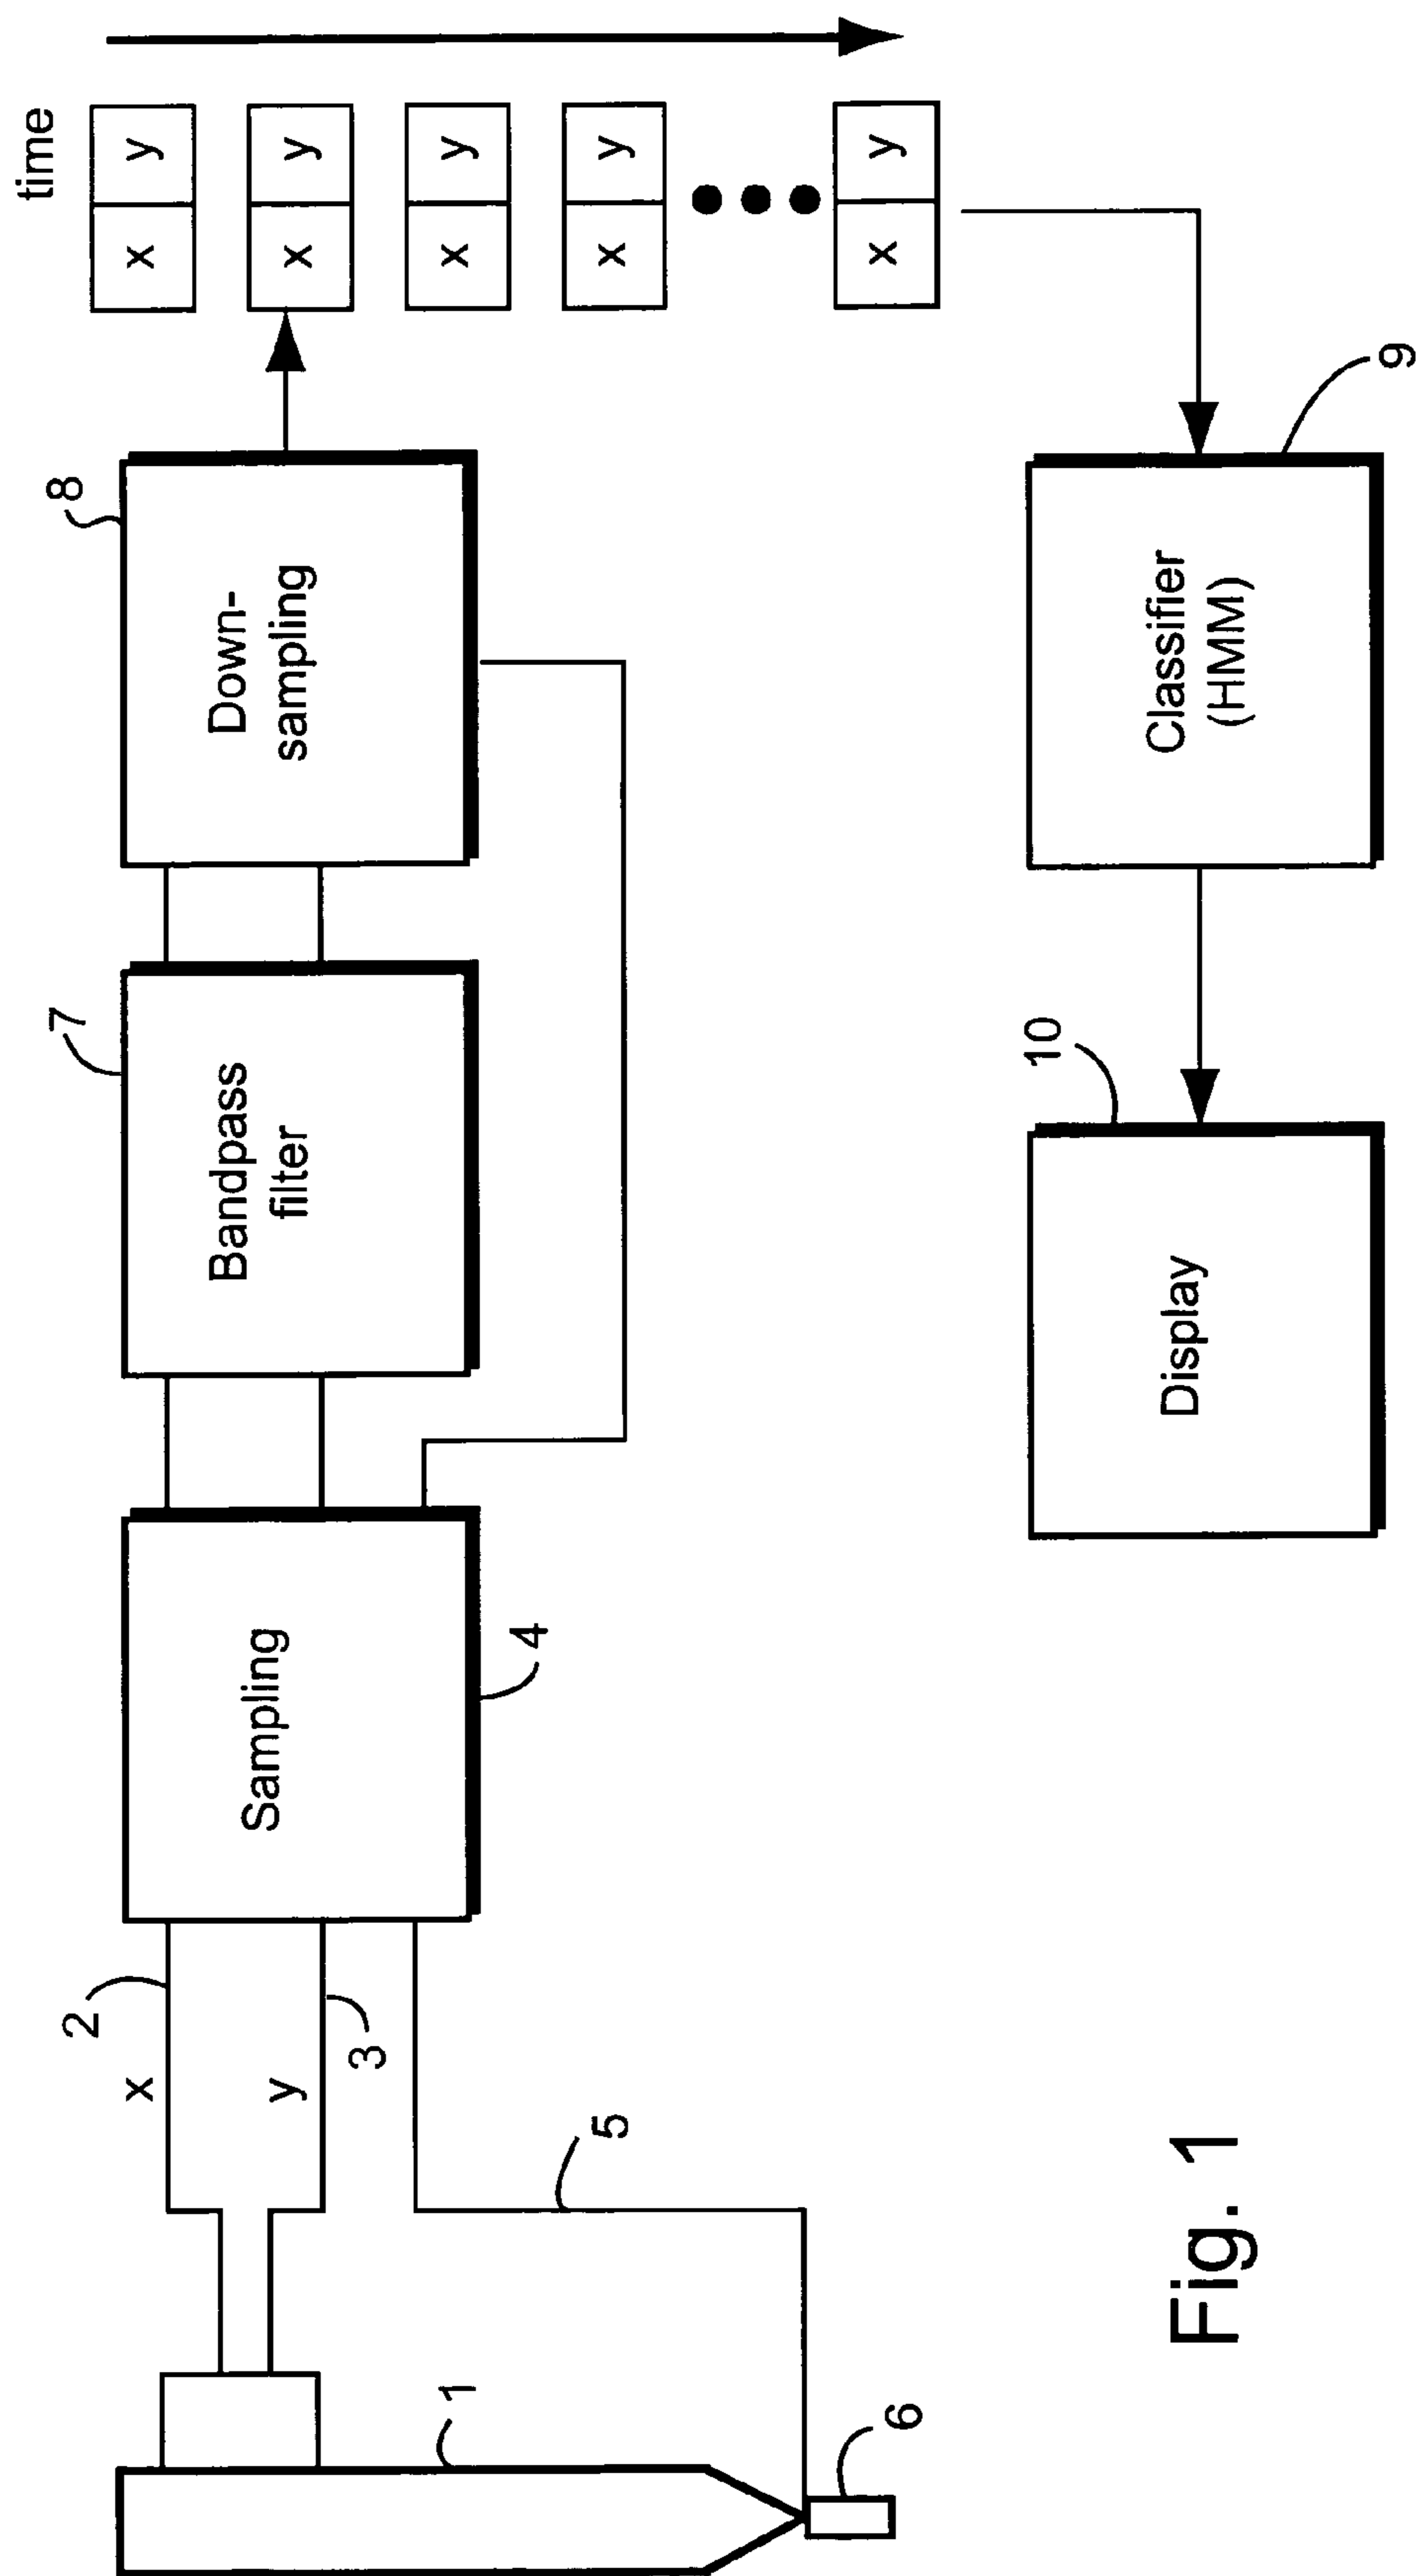 time
x y
x y
x y
x y
x y
8
Down-
sampling
7
Bandpass
filter
Sampling
4
2
x
y
3
5
1
6
9
Classifier
(HMM)
10
Display
Fig. 1